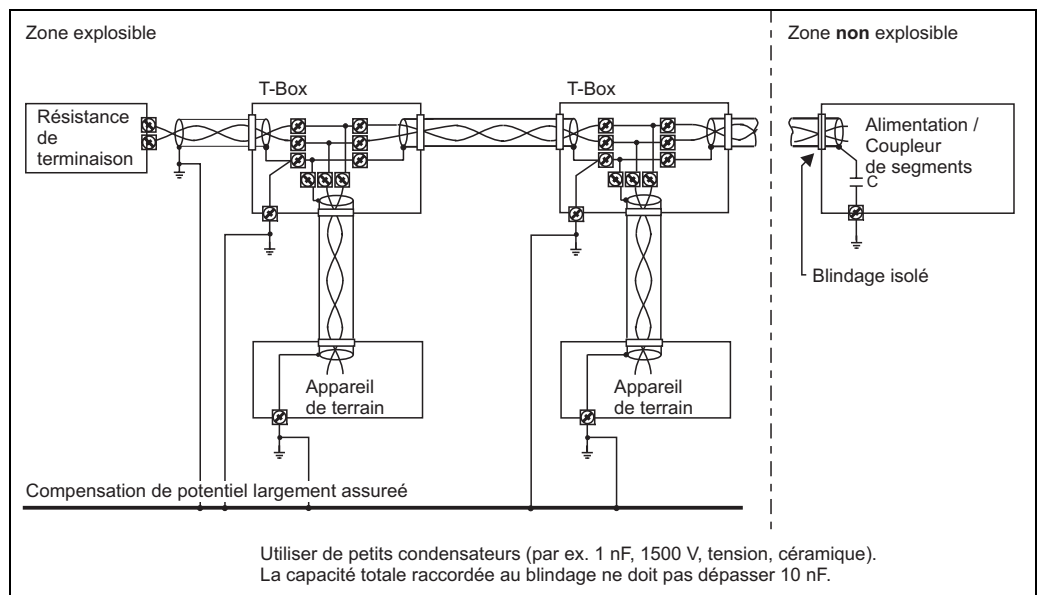 Zone explosible
Zone non explosible
T-Box
T-Box
Résistance
de
terminaison
Alimentation /
Coupleur
de segments
C
Blindage isolé
Appareil
de terrain
Appareil
de terrain
Compensation de potentiel largement assureé
Utiliser de petits condensateurs (par ex. 1 nF, 1500 V, tension, céramique).
La capacité totale raccordée au blindage ne doit pas dépasser 10 nF.